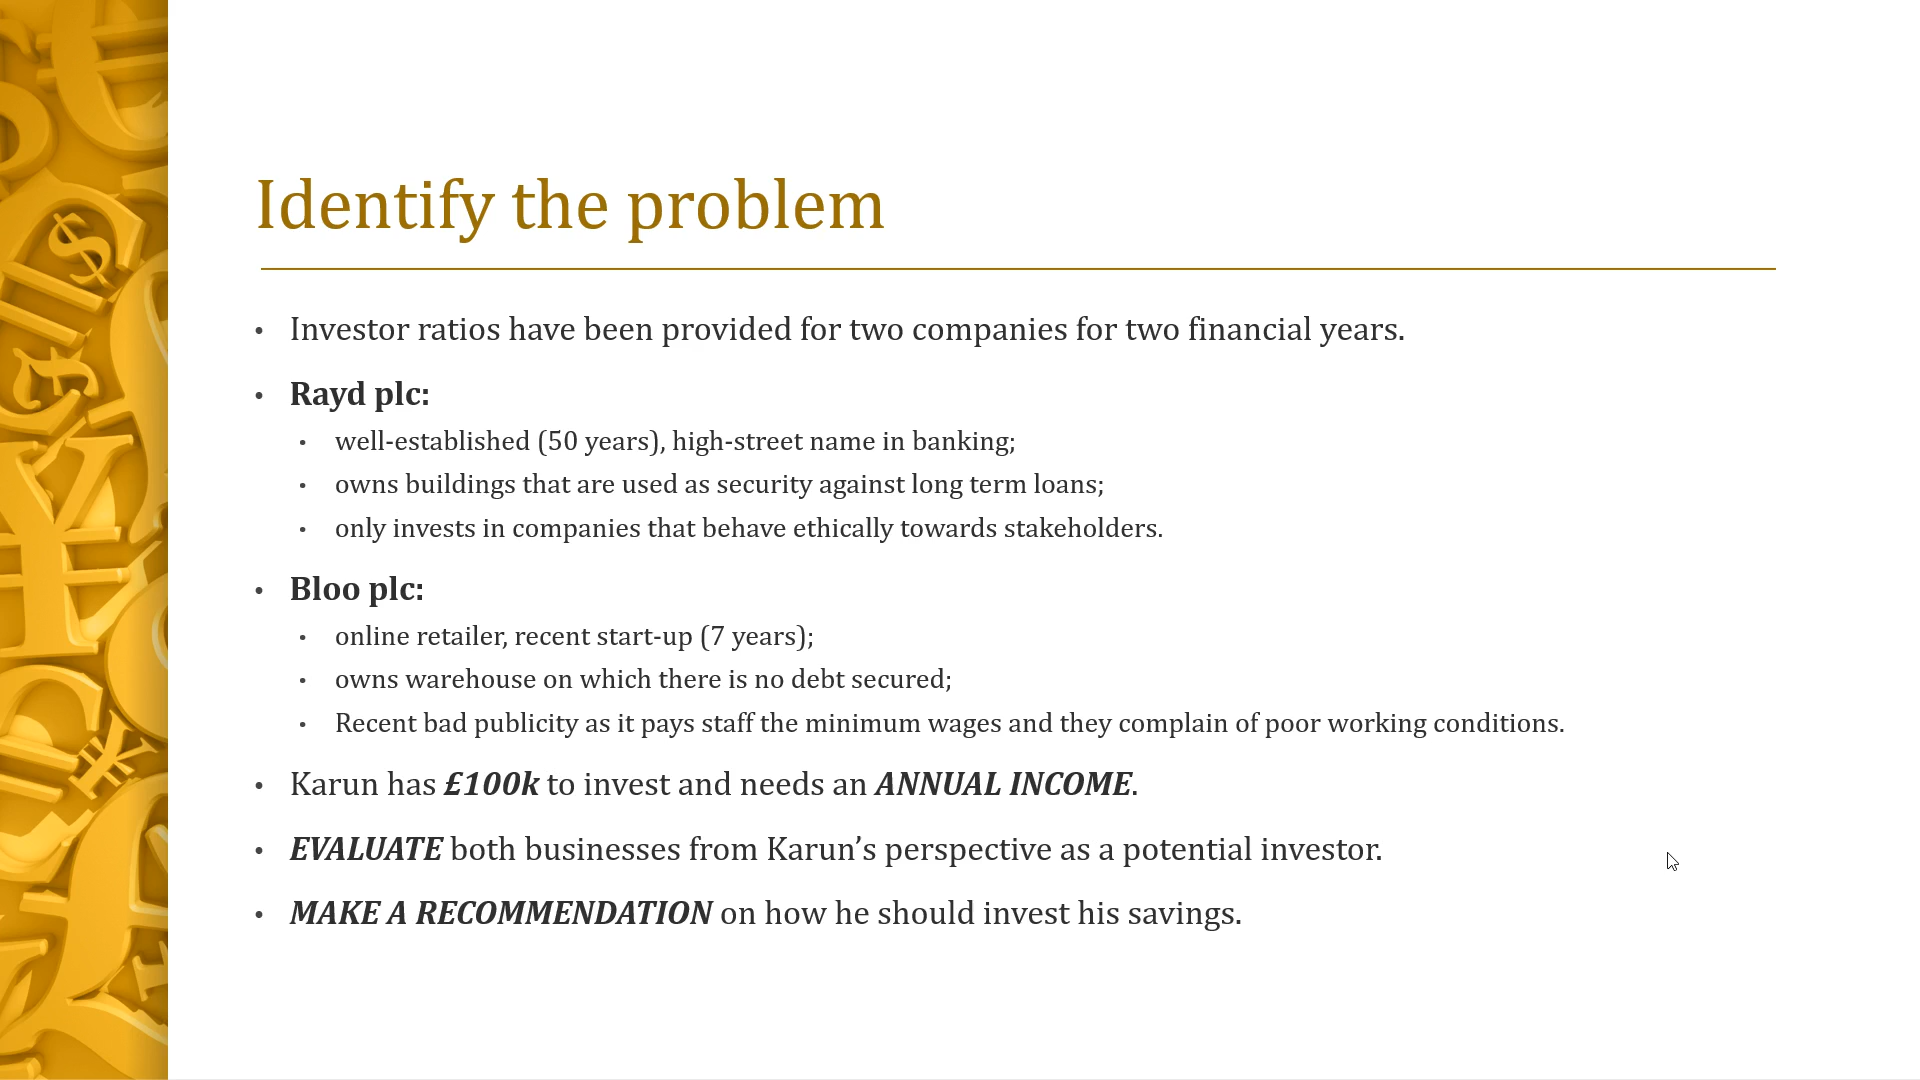 Identify the problem
• Investor ratios have been provided for two companies for two financial years.
• Rayd plc:
• well-established (50 years), high-street name in banking;
• owns buildings that are used as security against long term loans;
• only invests in companies that behave ethically towards stakeholders.
• Bloo plc:
• online retailer, recent start-up (7 years);
• owns warehouse on which there is no debt secured;
• Recent bad publicity as it pays staff the minimum wages and they complain of poor working conditions.
• Karun has £100k to invest and needs an ANNUAL INCOME.
• EVALUATE both businesses from Karun’s perspective as a potential investor.
• MAKE A RECOMMENDATION on how he should invest his savings.